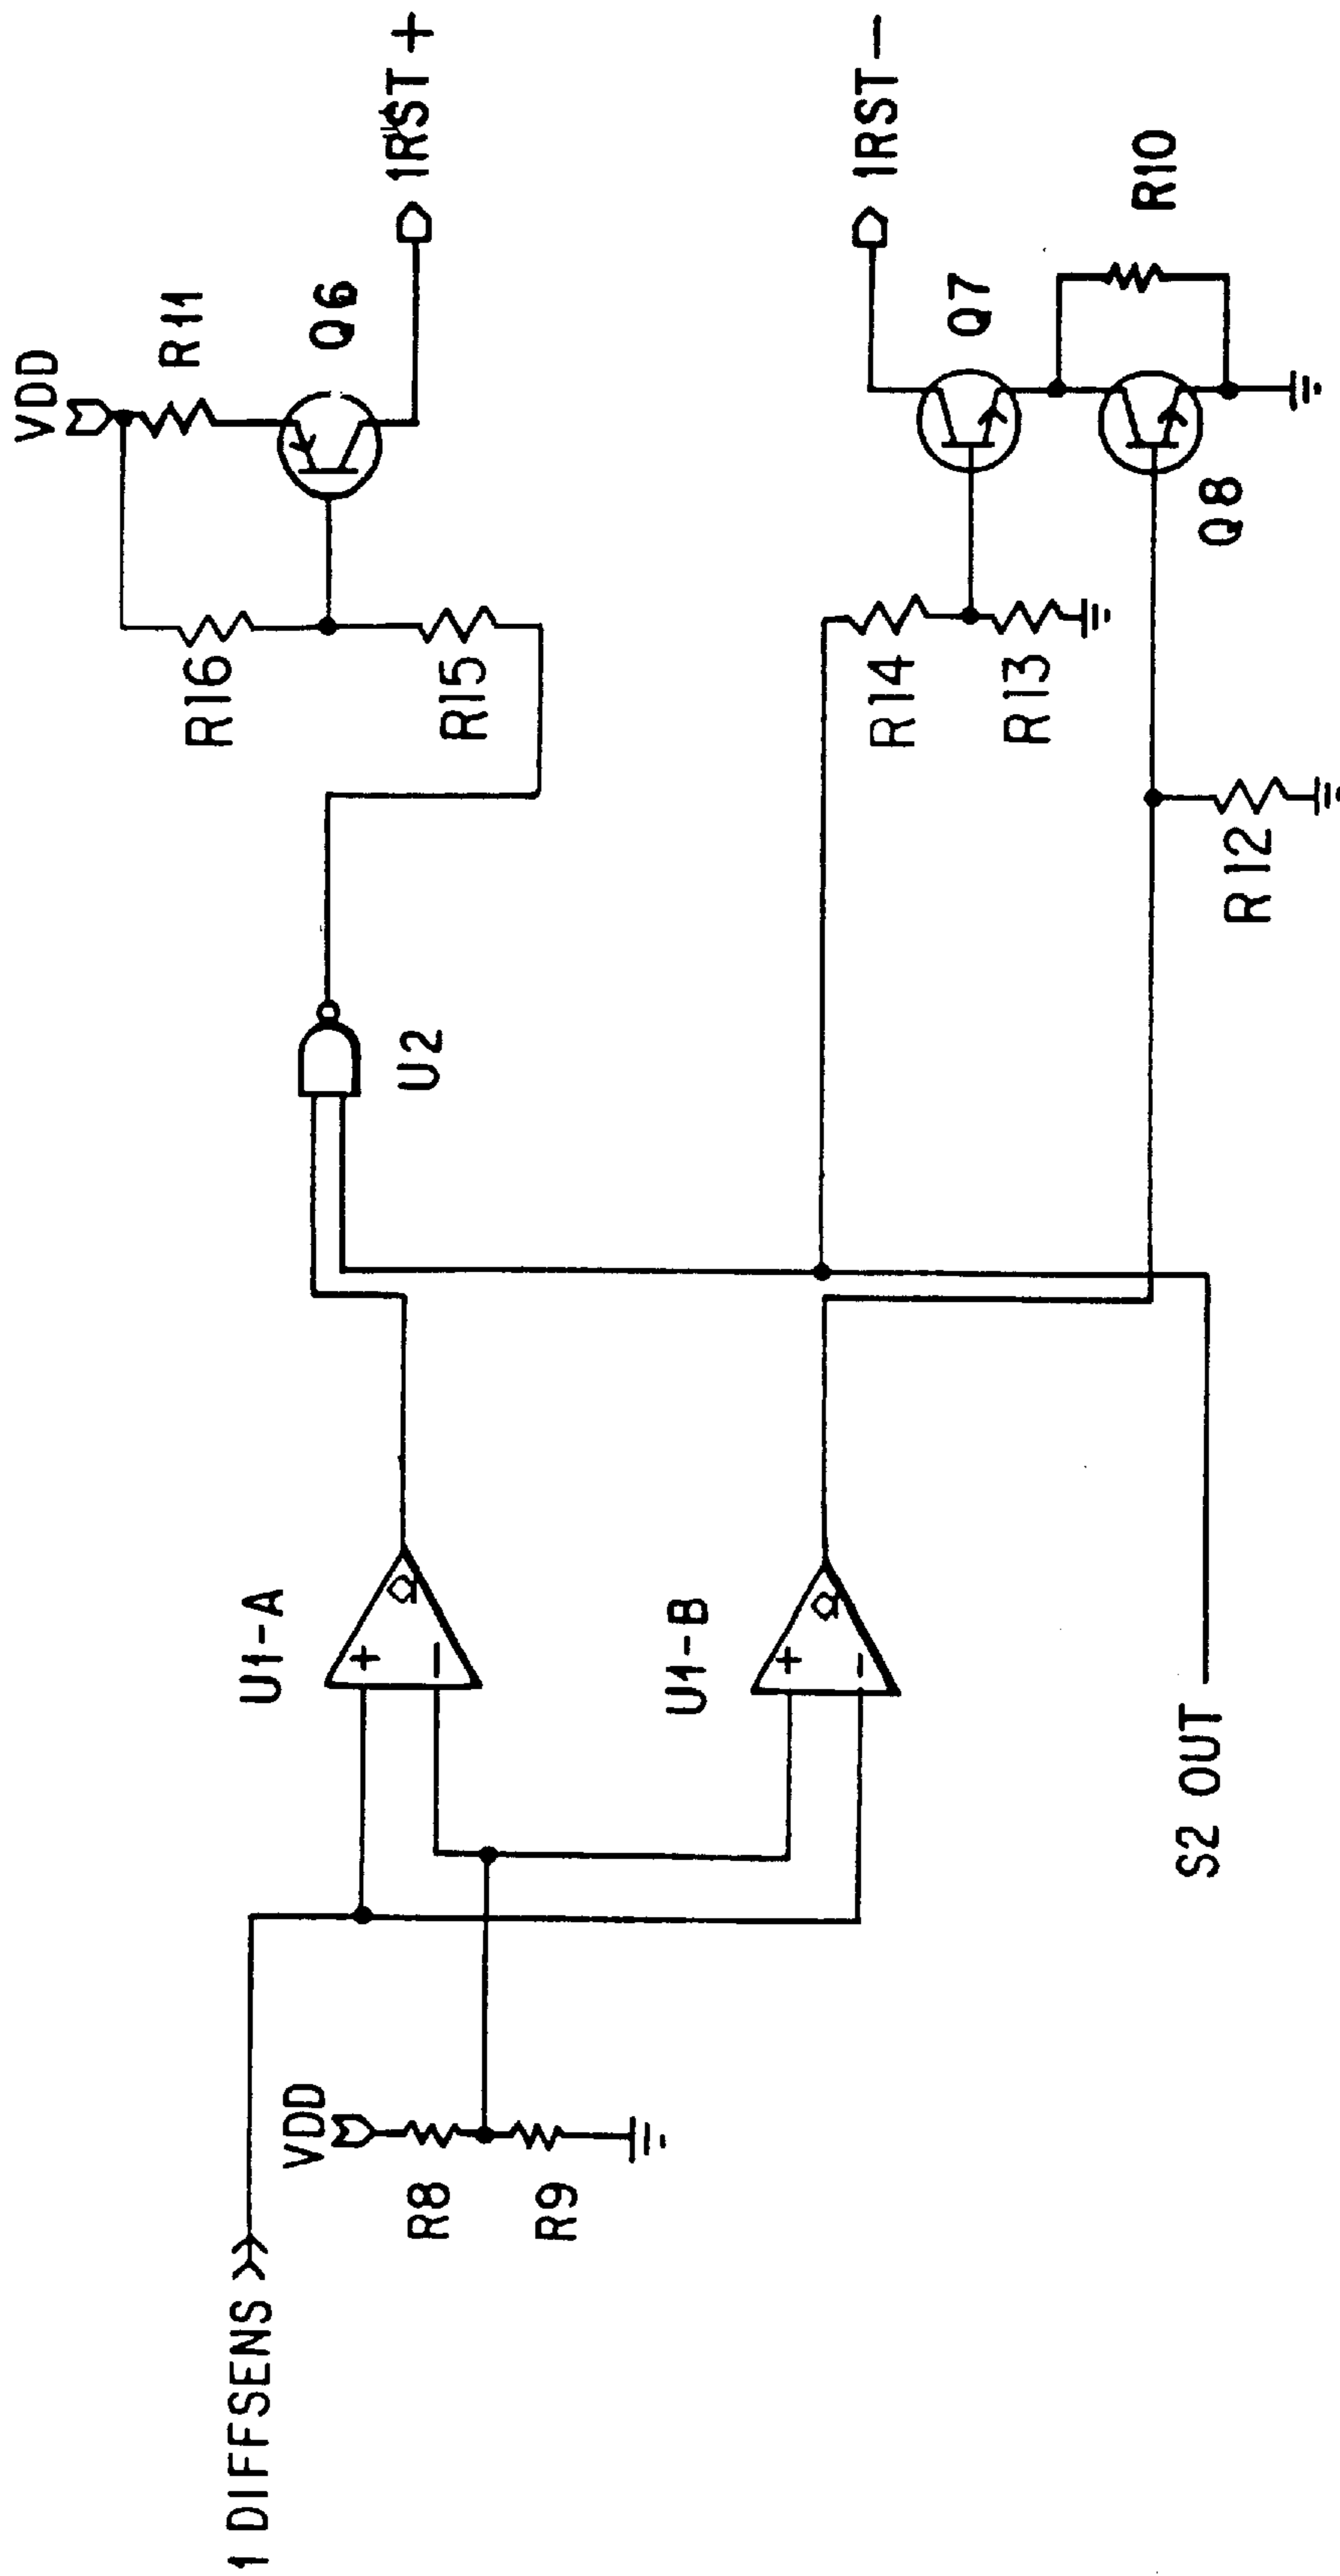 VDD
R11
Q6
1RST +
R16
R15
U2
U1-A
+
−
Q
1 DIFFSENS
VDD
R8
R9
U1-B
+
−
Q
S2 OUT
R14
R13
R12
Q7
1RST −
R10
Q8